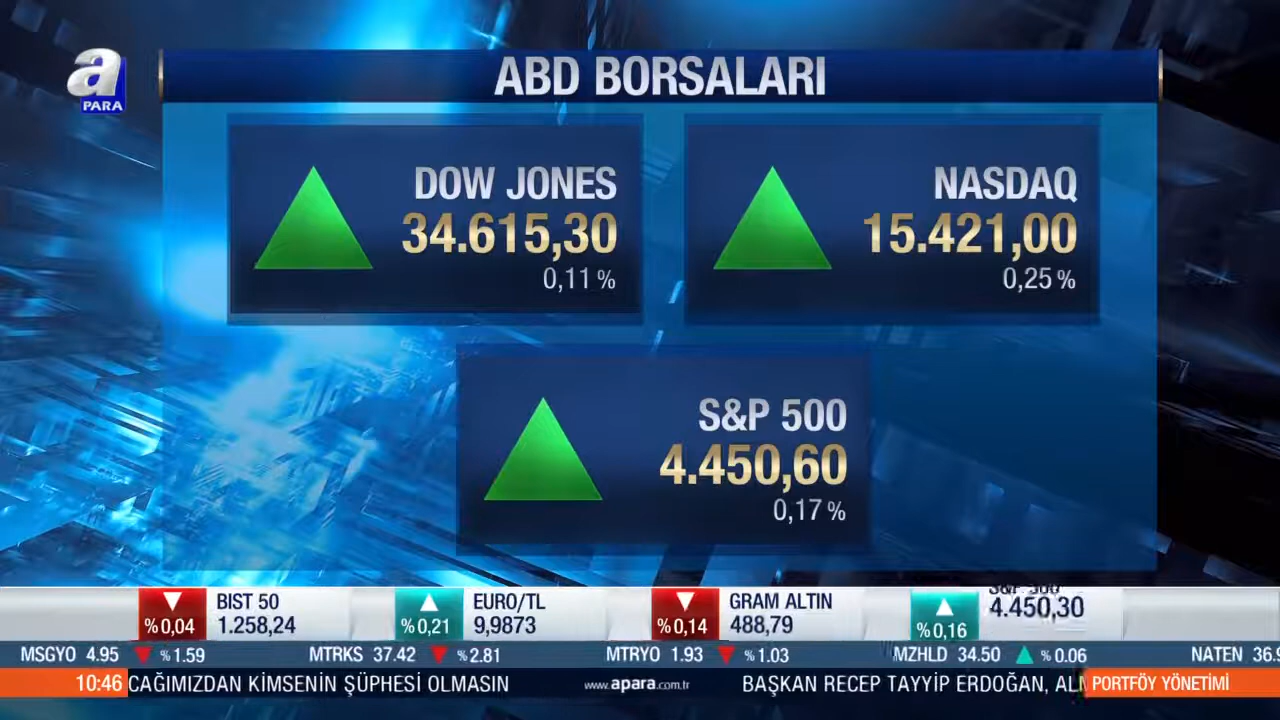 a
PARA
ABD BORSALARI
DOW JONES
34.615,30
0,11 %
NASDAQ
15.421,00
0,25 %
S&P 500
4.450,60
0,17 %
%0,04
BIST 50
1.258,24
%0,21
EURO/TL
9,9873
%0,14
GRAM ALTIN
488,79
%0,16
S&P 500
4.450,30
MSGYO 4.95 %1.59 MTRKS 37.42 %2.81 MTRYO 1.93 %1.03 MZHLD 34.50 %0.06 NATEN 36.9
10:46 CAĞIMIZDAN KİMSENİN ŞÜPHESİ OLMASIN www.apara.com.tr BAŞKAN RECEP TAYYİP ERDOĞAN, PORTFÖY YÖNETİMİ